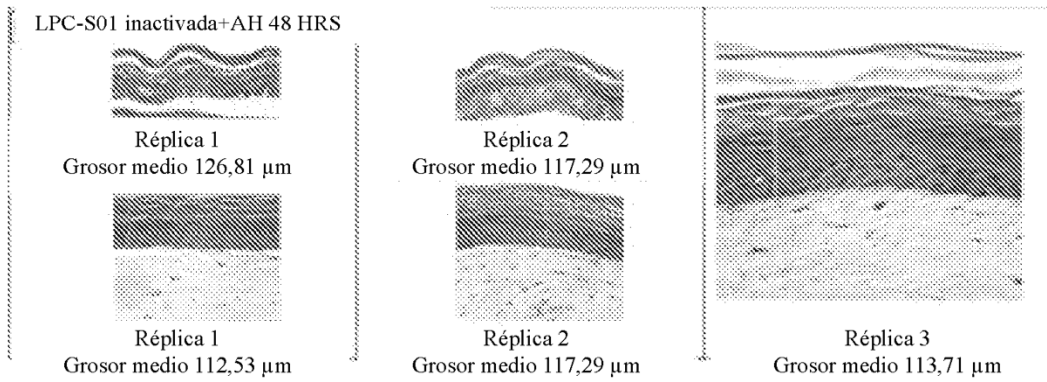 LPC-S01 inactivada+AH 48 HRS
Réplica 1
Grosor medio 126,81 µm
Réplica 2
Grosor medio 117,29 µm
Réplica 1
Grosor medio 112,53 µm
Réplica 2
Grosor medio 117,29 µm
Réplica 3
Grosor medio 113,71 µm